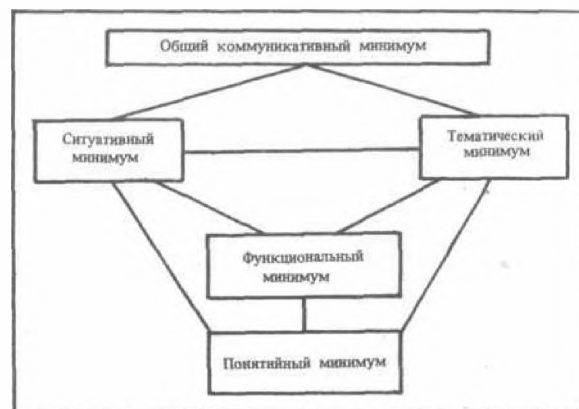 Общий коммуникативный минимум
Ситуативный
минимум
Тематический
минимум
Функциональный
минимум
Понятийный минимум